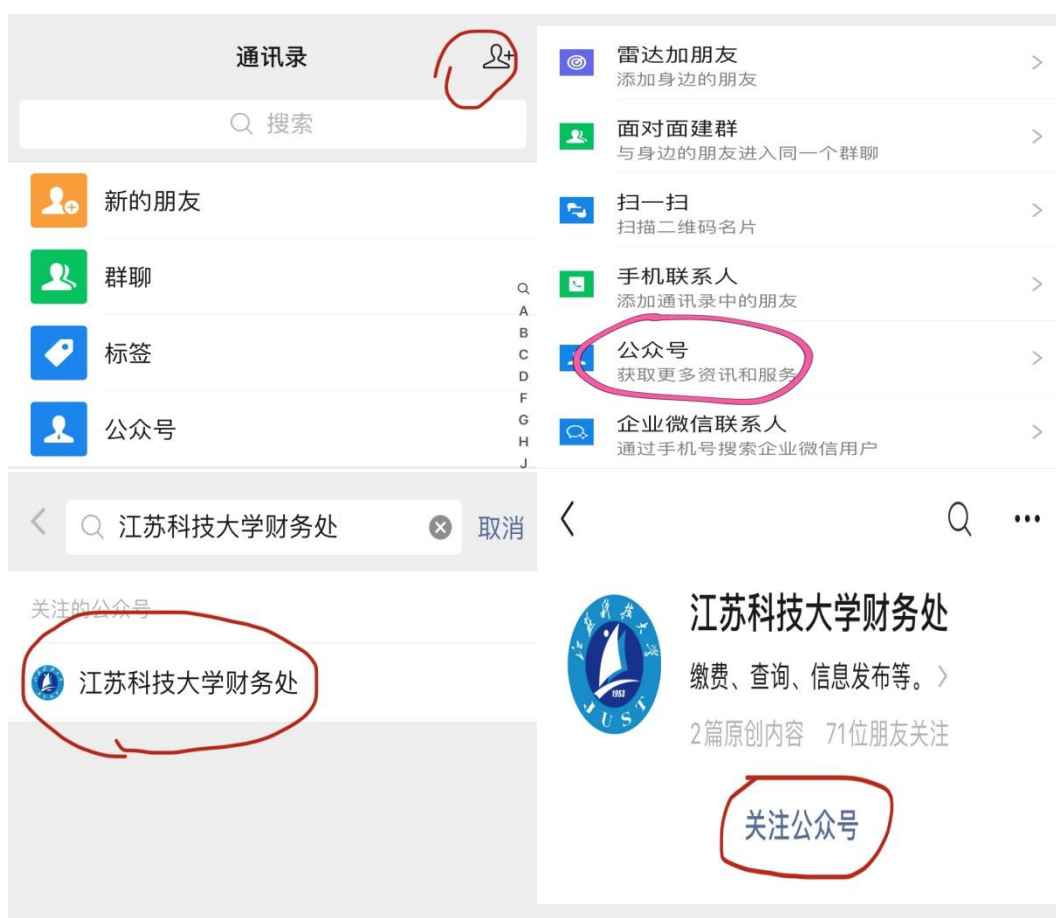 通讯录
搜索
新的朋友
群聊
标签
公众号
Q
A
B
C
D
F
G
H
J
雷达加朋友
添加身边的朋友
面对面建群
与身边的朋友进入同一个群聊
扫一扫
扫描二维码名片
手机联系人
添加通讯录中的朋友
公众号
获取更多资讯和服务
企业微信联系人
通过手机号搜索企业微信用户
江苏科技大学财务处 取消
关注的公众号
江苏科技大学财务处
江苏科技大学
1953
JUST
江苏科技大学财务处
缴费、查询、信息发布等。
2篇原创内容 71位朋友关注
关注公众号